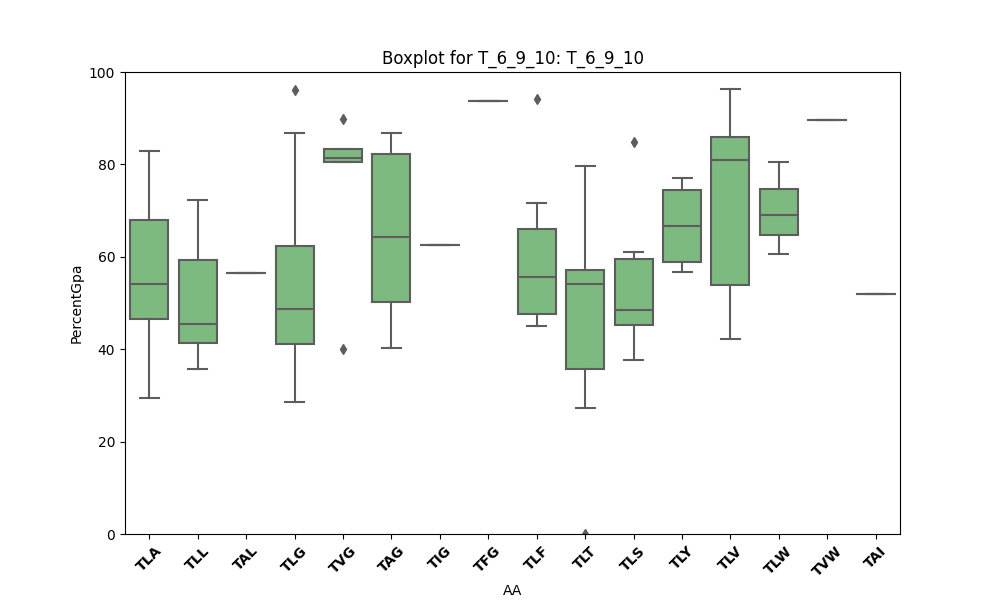 Boxplot for T_6_9_10: T_6_9_10
100
80
60
40
20
0
PercentGpa
TLA TLL TAL TLG TVG TAG TIG TFG TLF TLT TLS TLY TLV TLW TVW TAI
AA